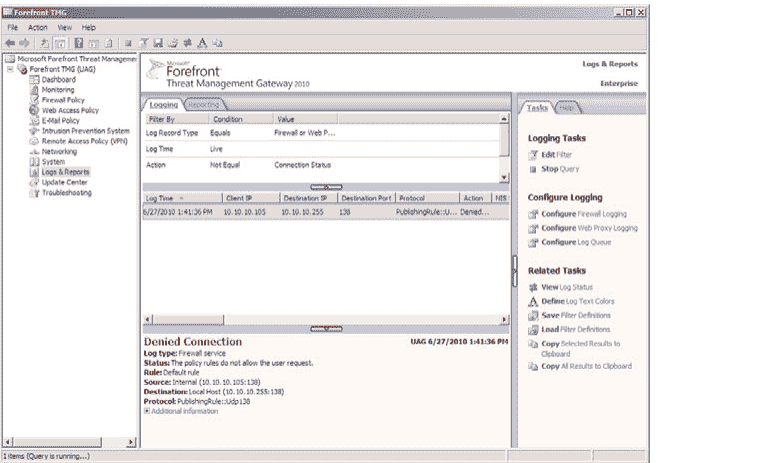 Forefront TMG
File Action View Help
Microsoft Forefront Threat Managemen
Forefront TMG (UAG)
Dashboard
Monitoring
Firewall Policy
Web Access Policy
E-Mail Policy
Intrusion Prevention System
Remote Access Policy (VPN)
Networking
System
Logs & Reports
Update Center
Troubleshooting
Microsoft
Forefront
Threat Management Gateway 2010
Logs & Reports
Enterprise
Logging Reporting
Filter By Condition Value
Log Record Type Equals Firewall or Web P...
Log Time Live
Action Not Equal Connection Status
Log Time Client IP Destination IP Destination Port Protocol Action NIS
6/27/2010 1:41:36 PM 10.10.10.105 10.10.10.255 138 PublishingRule::U... Denied...
Denied Connection UAG 6/27/2010 1:41:36 PM
Log type: Firewall service
Status: The policy rules do not allow the user request.
Rule: Default rule
Source: Internal (10.10.10.105:138)
Destination: Local Host (10.10.10.255:138)
Protocol: PublishingRule::Udp138
Additional information
Tasks Help
Logging Tasks
Edit Filter
Stop Query
Configure Logging
Configure Firewall Logging
Configure Web Proxy Logging
Configure Log Queue
Related Tasks
View Log Status
Define Log Text Colors
Save Filter Definitions
Load Filter Definitions
Copy Selected Results to
Clipboard
Copy All Results to Clipboard
1 items (Query is running...)